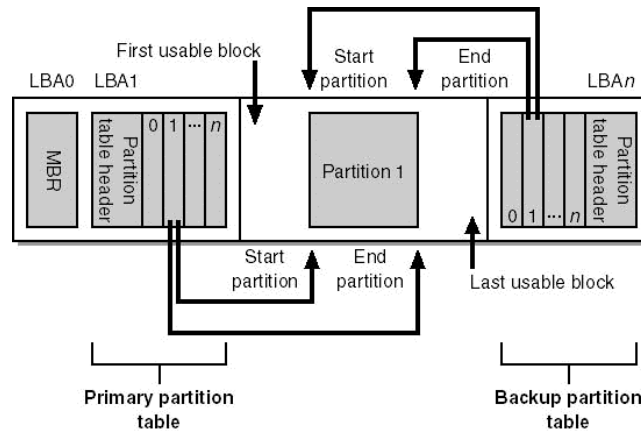 First usable block
Start
partition
End
partition
LBA0
LBA1
LBAn
MBR
Partition
table header
0 1 ... n
Partition 1
0 1 ... n
Partition
table header
Start
partition
End
partition
Last usable block
Primary partition
table
Backup partition
table